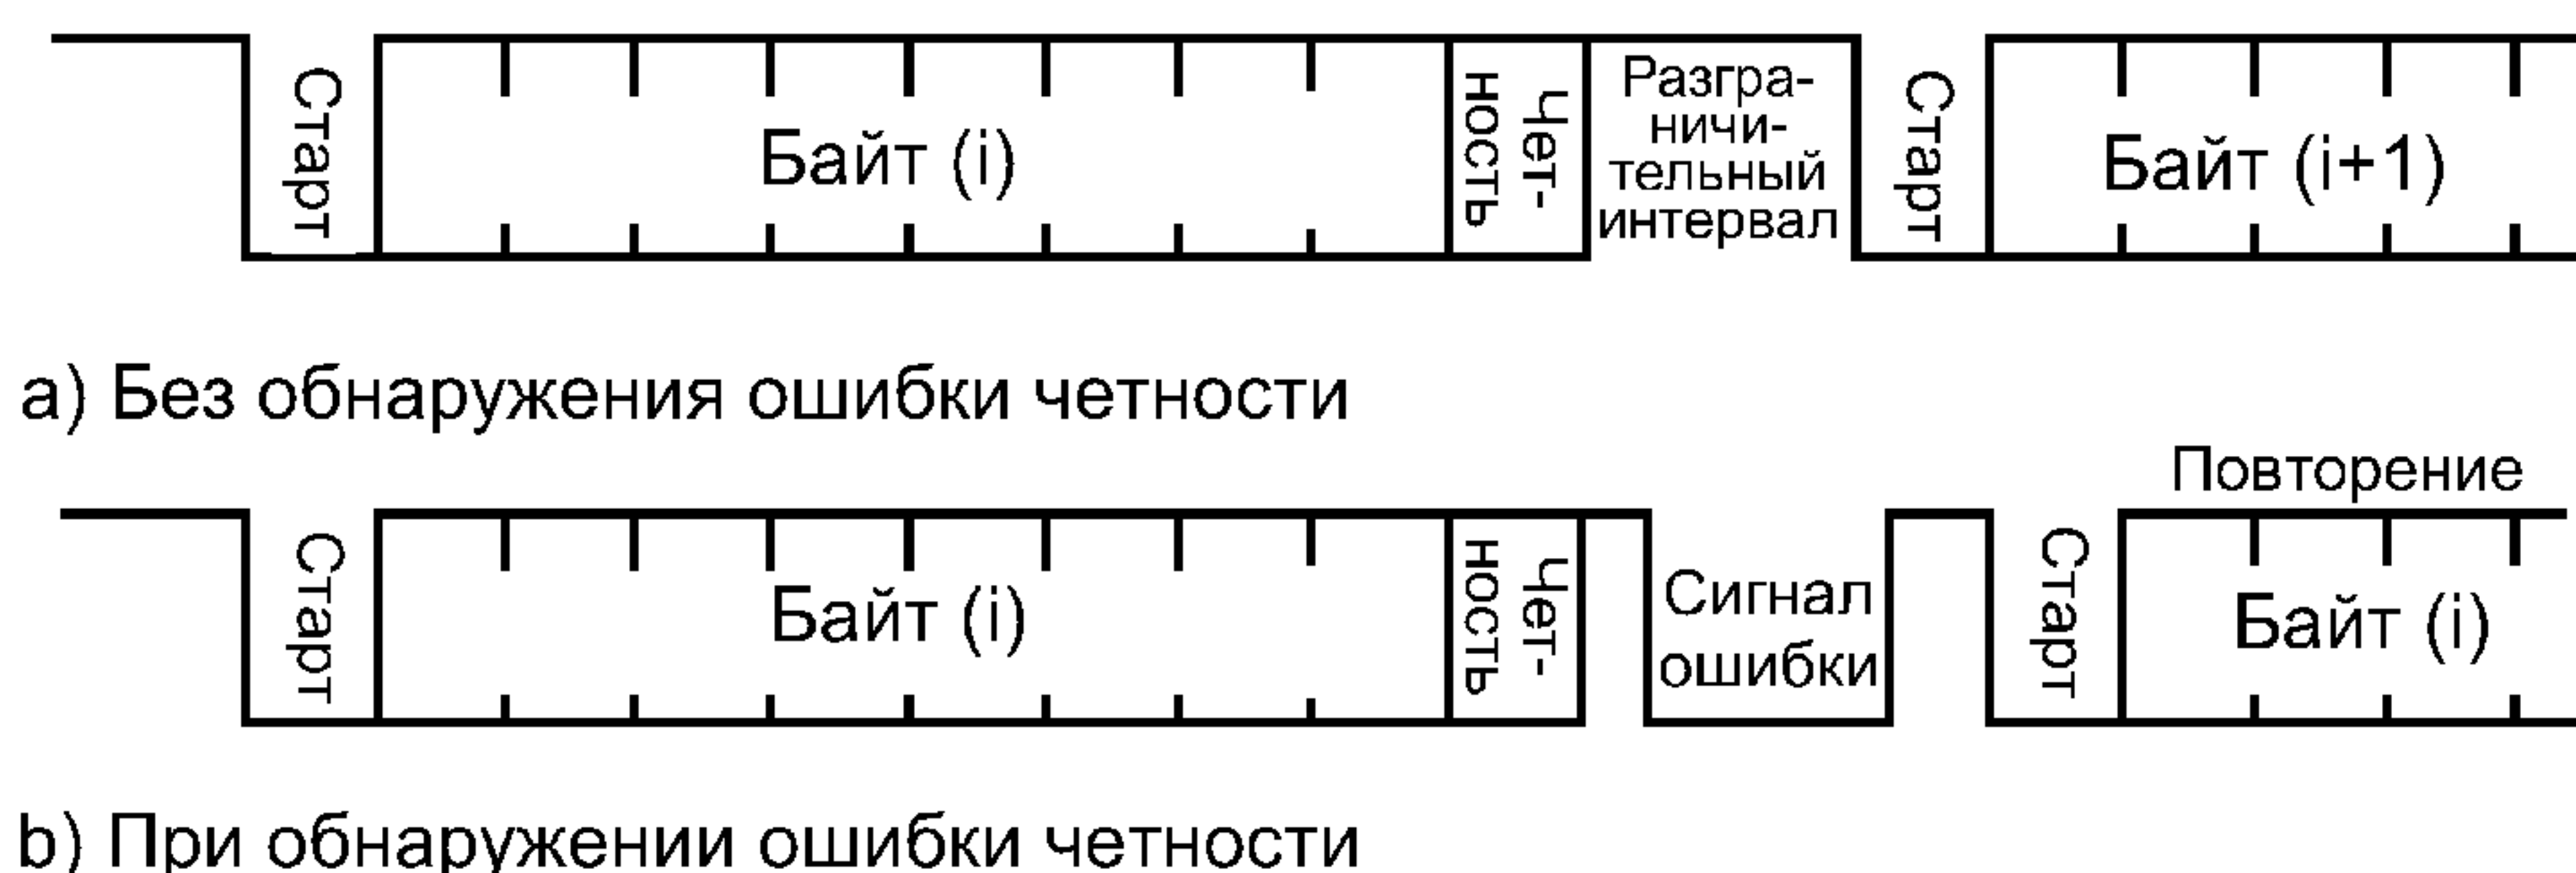 Старт
Байт (i)
Чет-
ность
Разгра-
ничи-
тельный
интервал
Старт
Байт (i+1)
a) Без обнаружения ошибки четности
Повторение
Старт
Байт (i)
Чет-
ность
Сигнал
ошибки
Старт
Байт (i)
b) При обнаружении ошибки четности